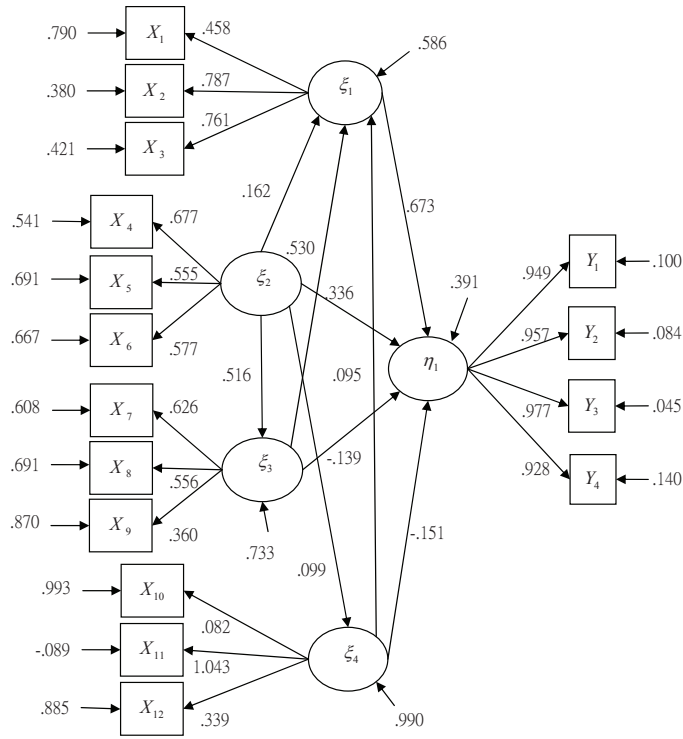 .790
X₁
.458
.586
ξ₁
.380
X₂
.787
.421
X₃
.761
.162
.673
.541
X₄
.677
.530
.691
X₅
.555
ξ₂
.336
.391
.949
Y₁
.100
.667
X₆
.577
.957
Y₂
.084
η₁
.516
.095
.977
Y₃
.045
.608
X₇
.626
.928
Y₄
.140
.691
X₈
.556
ξ₃
-.139
.870
X₉
.360
.733
-.151
.099
.993
X₁₀
.082
-.089
X₁₁
1.043
ξ₄
.885
X₁₂
.339
.990